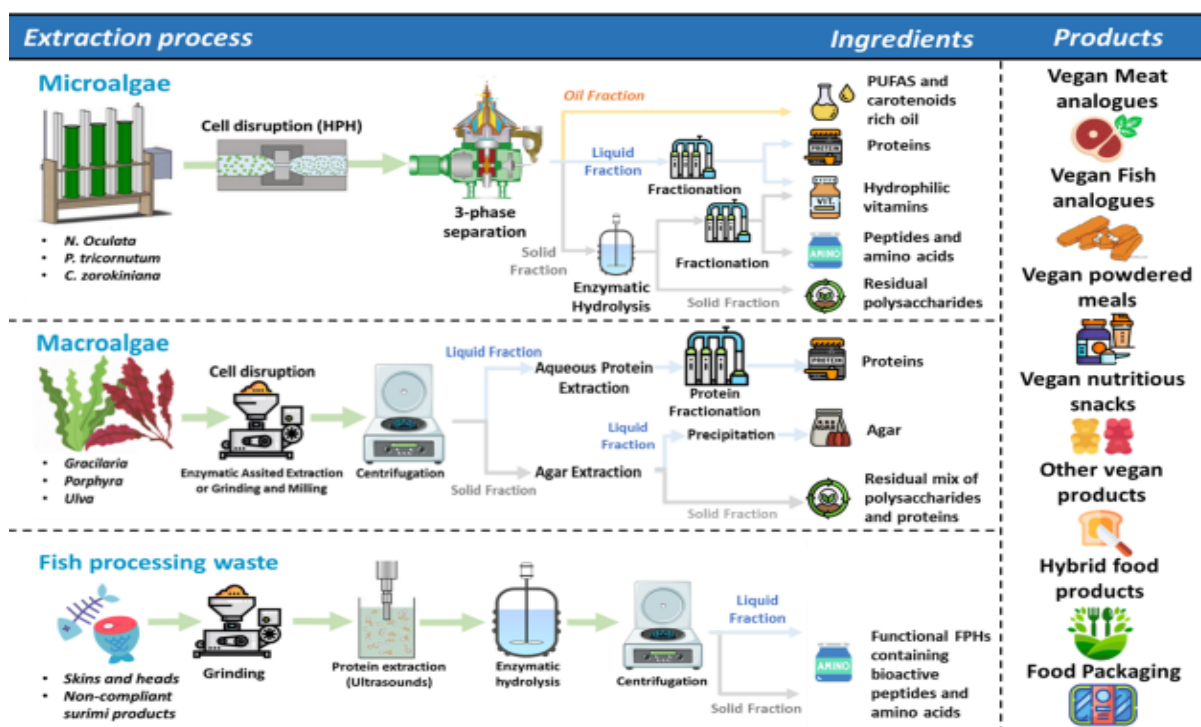 Extraction process
Ingredients
Products
Microalgae
Cell disruption (HPH)
3-phase
separation
N. Oculata
P. tricornutum
C. zorokiniana
Oil Fraction
Liquid
Fraction
Fractionation
Solid
Fraction
Enzymatic
Hydrolysis
Fractionation
Solid Fraction
PUFAS and
carotenoids
rich oil
PROTEIN
Proteins
VIT.
Hydrophilic
vitamins
AMINO
Peptides and
amino acids
Residual
polysaccharides
Macroalgae
Gracilaria
Porphyra
Ulva
Cell disruption
Enzymatic Assited Extraction
or Grinding and Milling
Centrifugation
Liquid Fraction
Aqueous Protein
Extraction
Protein
Fractionation
Solid Fraction
Agar Extraction
Liquid
Fraction
Precipitation
Solid Fraction
PROTEIN
Proteins
AGAR
Agar
Residual mix of
polysaccharides
and proteins
Fish processing waste
Skins and heads
Non-compliant
surimi products
Grinding
Protein extraction
(Ultrasounds)
Enzymatic
hydrolysis
Centrifugation
Liquid
Fraction
Solid Fraction
AMINO
Functional FPHs
containing
bioactive
peptides and
amino acids
Vegan Meat
analogues
Vegan Fish
analogues
Vegan powdered
meals
Vegan nutritious
snacks
Other vegan
products
Hybrid food
products
Food Packaging